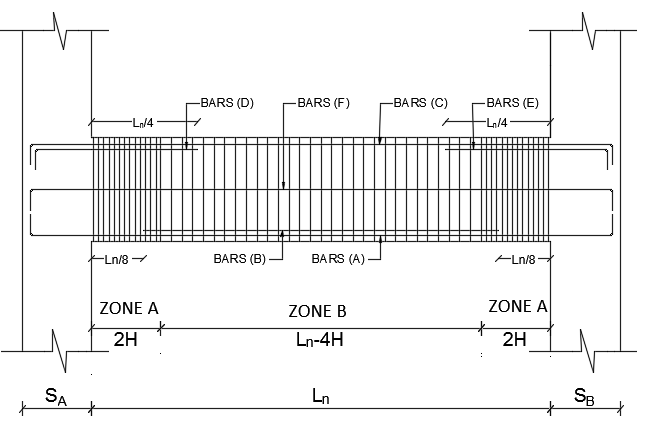 BARS (D) BARS (F) BARS (C) BARS (E)
Ln/4 Ln/4
Ln/8 BARS (B) BARS (A) Ln/8
ZONE A ZONE B ZONE A
2H Ln-4H 2H
SA Ln SB